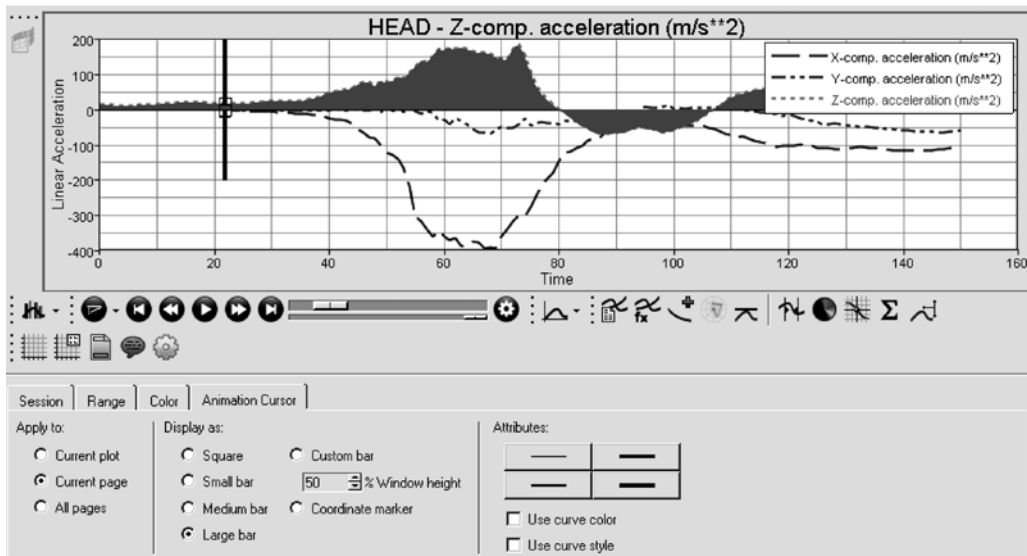 HEAD - Z-comp. acceleration (m/s**2)
X-comp. acceleration (m/s**2)
Y-comp. acceleration (m/s**2)
Z-comp. acceleration (m/s**2)
Linear Acceleration
200
100
0
-100
-200
-300
-400
0 20 40 60 80 100 120 140 160
Time
fx
Σ
Session Range Color Animation Cursor
Apply to: Display as: Attributes:
Current plot Square Custom bar
Current page Small bar 50 % Window height
All pages Medium bar Coordinate marker
Large bar
Use curve color
Use curve style